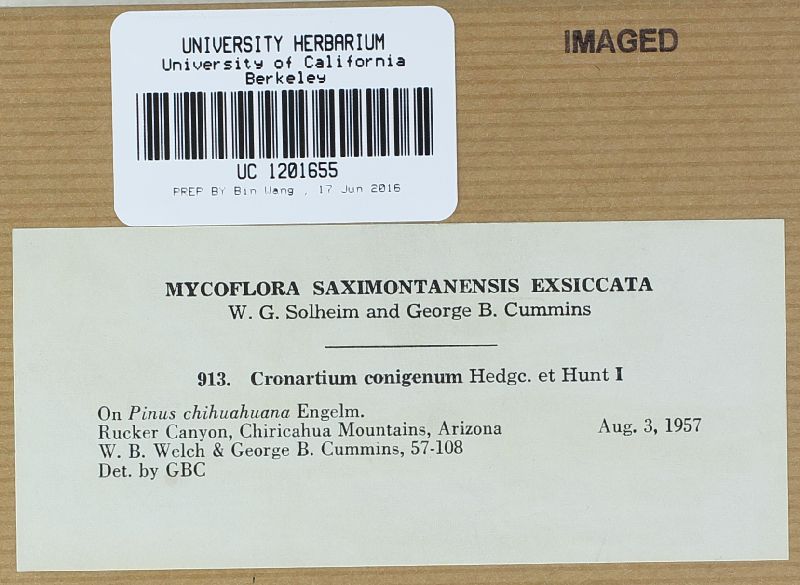 UNIVERSITY HERBARIUM
University of California
Berkeley
UC 1201655
PREP BY Bin Wang , 17 Jun 2016
IMAGED
MYCOFLORA SAXIMONTANENSIS EXSICCATA
W. G. Solheim and George B. Cummins
913. Cronartium conigenum Hedgc. et Hunt I
On Pinus chihuahuana Engelm.
Rucker Canyon, Chiricahua Mountains, Arizona Aug. 3, 1957
W. B. Welch & George B. Cummins, 57-108
Det. by GBC